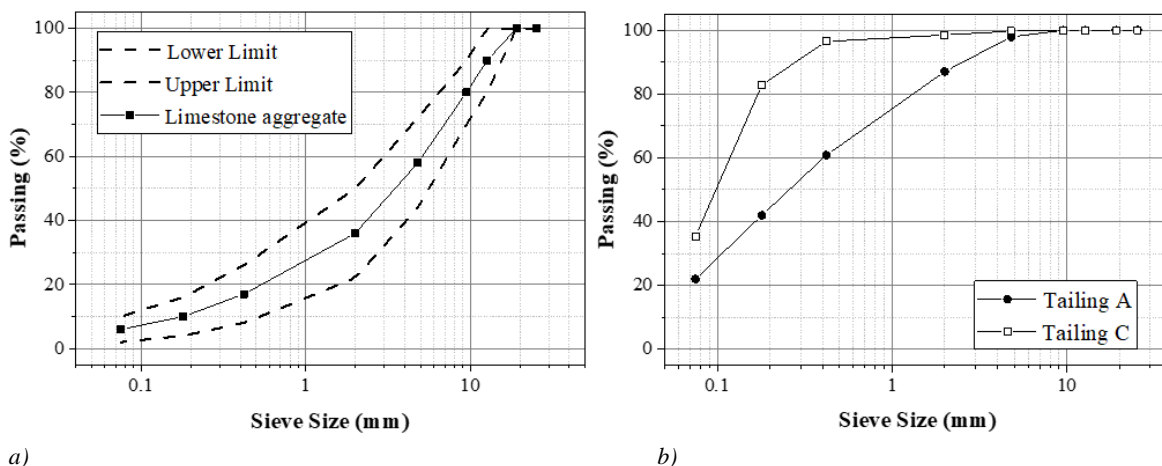 100
80
60
40
20
0
Passing (%)
Lower Limit
Upper Limit
Limestone aggregate
0.1 1 10
Sieve Size (mm)
a)
100
80
60
40
20
0
Passing (%)
Tailing A
Tailing C
0.1 1 10
Sieve Size (mm)
b)